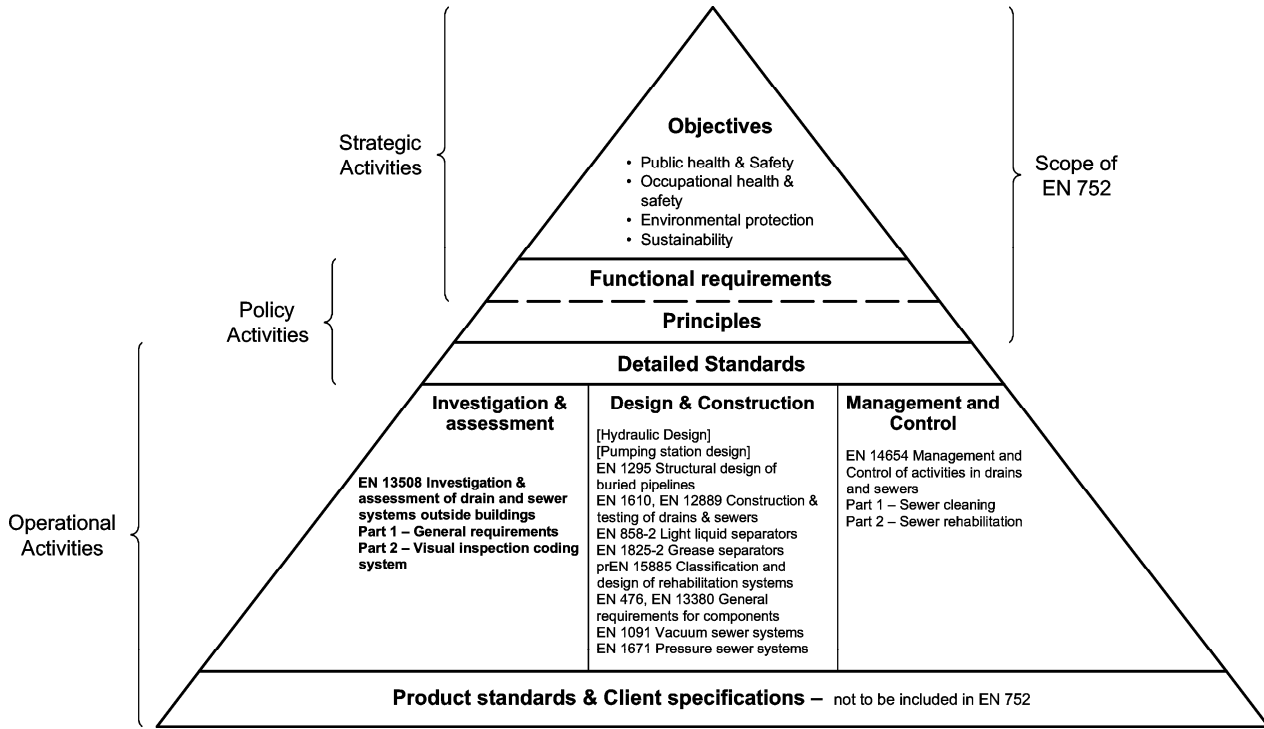 Objectives
• Public health & Safety
• Occupational health &
safety
• Environmental protection
• Sustainability
Strategic
Activities
Scope of
EN 752
Functional requirements
Policy
Activities
Principles
Detailed Standards
Operational
Activities
Investigation &
assessment
EN 13508 Investigation &
assessment of drain and sewer
systems outside buildings
Part 1 – General requirements
Part 2 – Visual inspection coding
system
Design & Construction
[Hydraulic Design]
[Pumping station design]
EN 1295 Structural design of
buried pipelines
EN 1610, EN 12889 Construction &
testing of drains & sewers
EN 858-2 Light liquid separators
EN 1825-2 Grease separators
prEN 15885 Classification and
design of rehabilitation systems
EN 476, EN 13380 General
requirements for components
EN 1091 Vacuum sewer systems
EN 1671 Pressure sewer systems
Management and
Control
EN 14654 Management and
Control of activities in drains
and sewers
Part 1 – Sewer cleaning
Part 2 – Sewer rehabilitation
Product standards & Client specifications – not to be included in EN 752